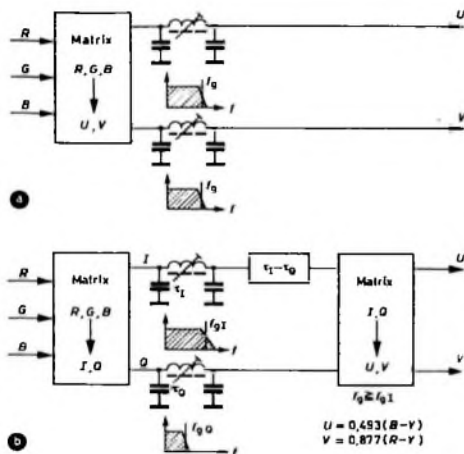 U
R
Matrix
G
R,G,B
f_g
f
B
U,V
V
f_g
a
f
I
U
R
Matrix
τ_I
τ_I−τ_Q
Matrix
G
R,G,B
f_gI
I,Q
B
Q
f
I,Q
U,V
V
τ_Q
f_g≧f_gI
f_gQ
U=0,493(B−Y)
V=0,877(R−Y)
b
f